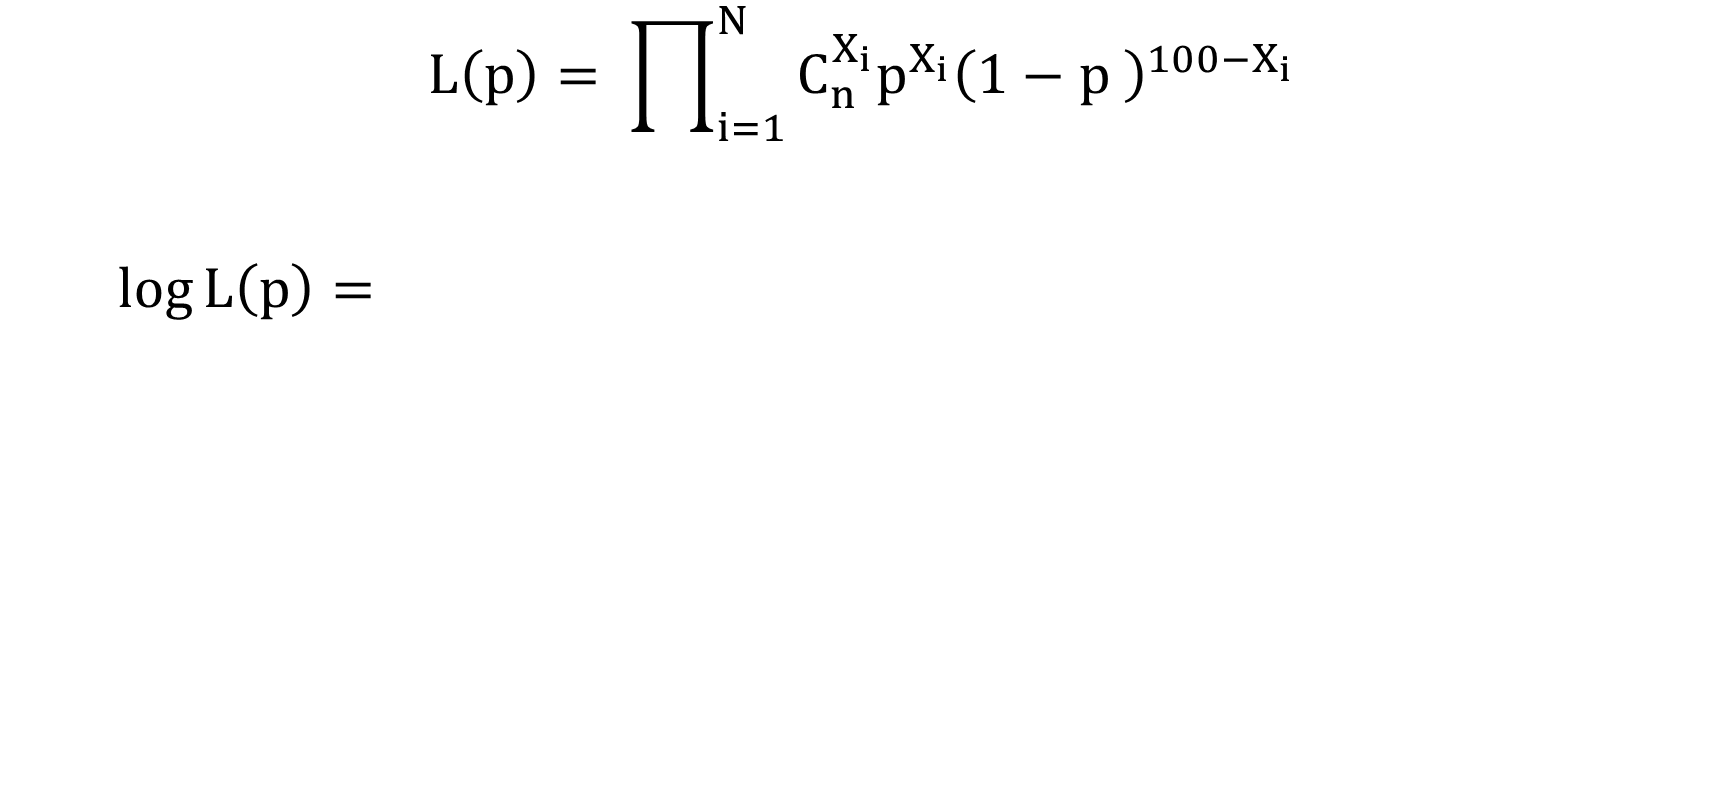 L(p) = ∏_{i=1}^{N} C_n^{X_i} p^{X_i} (1 − p )^{100−X_i}
log L(p) =